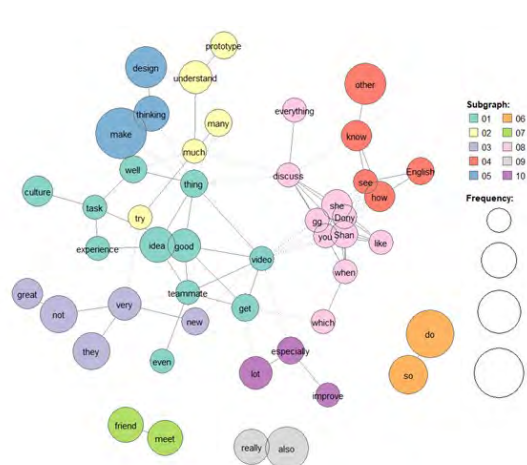 prototype
design
understand
other
thinking
everything
make
many
know
much
well
discuss
thing
see
English
how
culture
task
try
she
Dony
gg
you
Shan
like
idea
good
experience
video
when
teammate
great
not
very
new
get
which
they
even
especially
lot
improve
do
so
friend
meet
really
also
Subgraph:
01 06
02 07
03 08
04 09
05 10
Frequency: